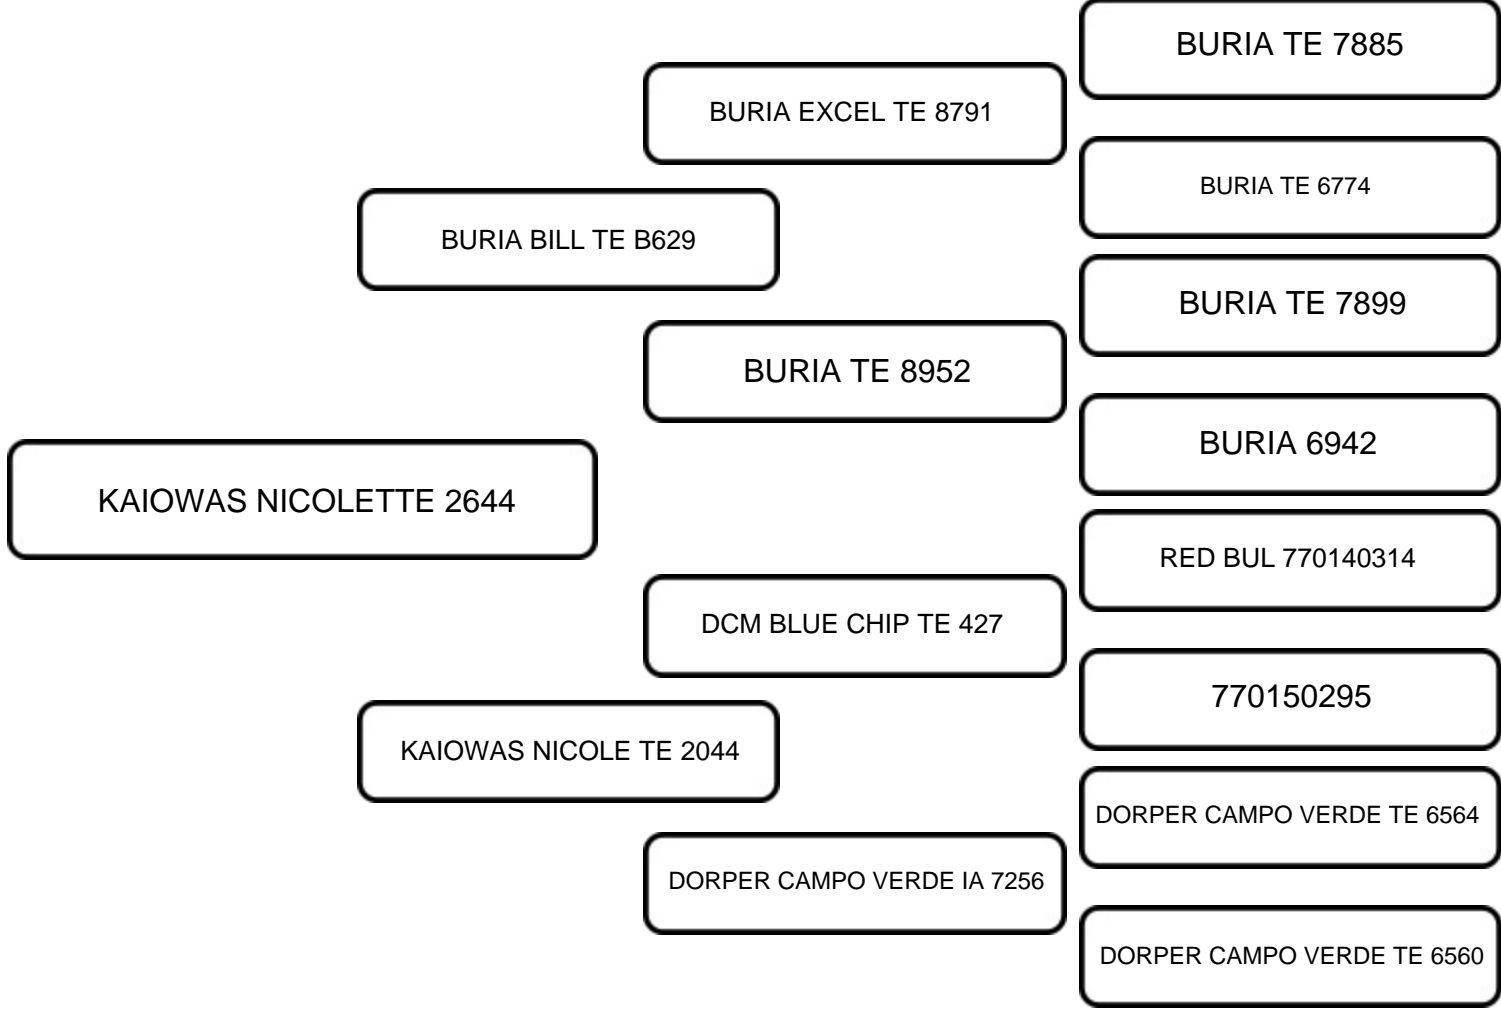 BURIA TE 7885
BURIA EXCEL TE 8791
BURIA TE 6774
BURIA BILL TE B629
BURIA TE 7899
BURIA TE 8952
BURIA 6942
KAIOWAS NICOLETTE 2644
RED BUL 770140314
DCM BLUE CHIP TE 427
770150295
KAIOWAS NICOLE TE 2044
DORPER CAMPO VERDE TE 6564
DORPER CAMPO VERDE IA 7256
DORPER CAMPO VERDE TE 6560